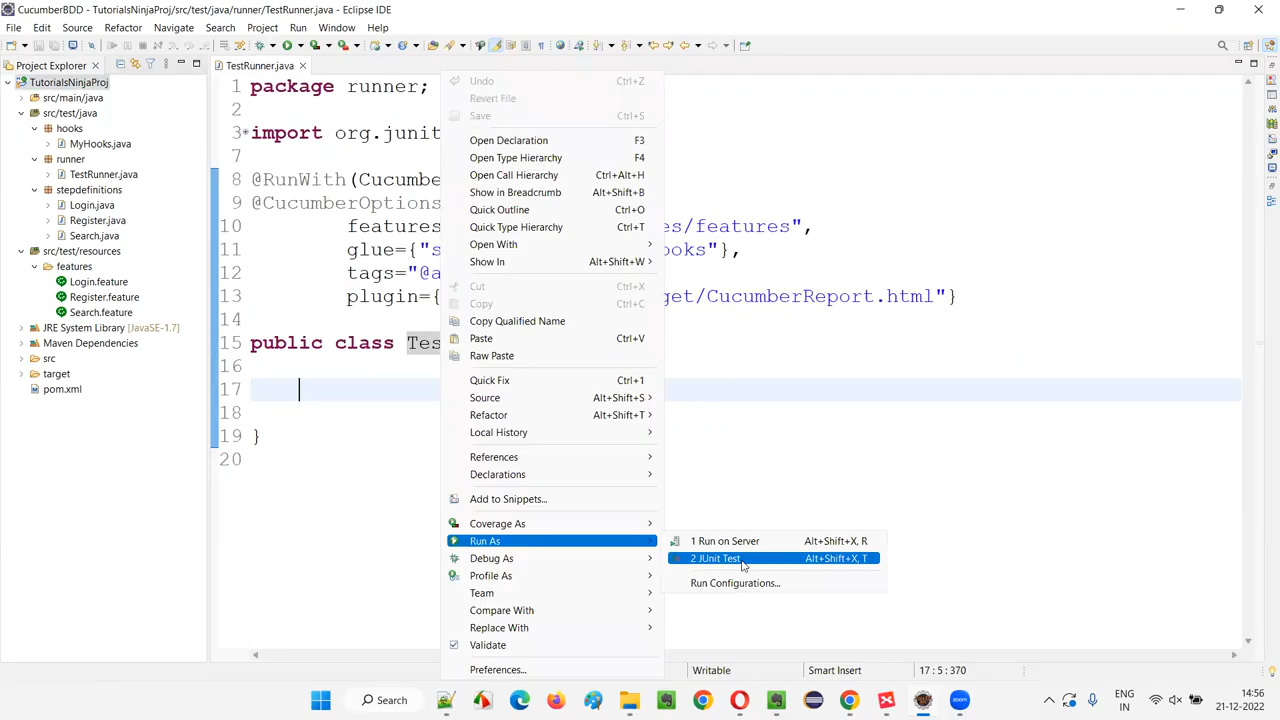 CucumberBDD - TutorialsNinjaProj/src/test/java/runner/TestRunner.java - Eclipse IDE
File Edit Source Refactor Navigate Search Project Run Window Help
Project Explorer
TestRunner.java
TutorialsNinjaProj
src/main/java
src/test/java
hooks
MyHooks.java
runner
TestRunner.java
stepdefinitions
Login.java
Register.java
Search.java
src/test/resources
features
Login.feature
Register.feature
Search.feature
JRE System Library [JavaSE-1.7]
Maven Dependencies
src
target
pom.xml
1 package runner;
2
3 import org.junit
7
8 @RunWith(Cucumbe
9 @CucumberOptions
10 features es/features",
11 glue={"s ooks"},
12 tags="@a
13 plugin={ get/CucumberReport.html"}
14
15 public class Tes
16
17
18
19 }
20
Undo Ctrl+Z
Revert File
Save Ctrl+S
Open Declaration F3
Open Type Hierarchy F4
Open Call Hierarchy Ctrl+Alt+H
Show in Breadcrumb Alt+Shift+B
Quick Outline Ctrl+O
Quick Type Hierarchy Ctrl+T
Open With
Show In Alt+Shift+W
Cut Ctrl+X
Copy Ctrl+C
Copy Qualified Name
Paste Ctrl+V
Raw Paste
Quick Fix Ctrl+1
Source Alt+Shift+S
Refactor Alt+Shift+T
Local History
References
Declarations
Add to Snippets...
Coverage As
Run As
Debug As
Profile As
Team
Compare With
Replace With
Validate
Preferences...
1 Run on Server Alt+Shift+X, R
2 JUnit Test Alt+Shift+X, T
Run Configurations...
Writable Smart Insert 17 : 5 : 370
Search
ENG
IN
14:56
21-12-2022